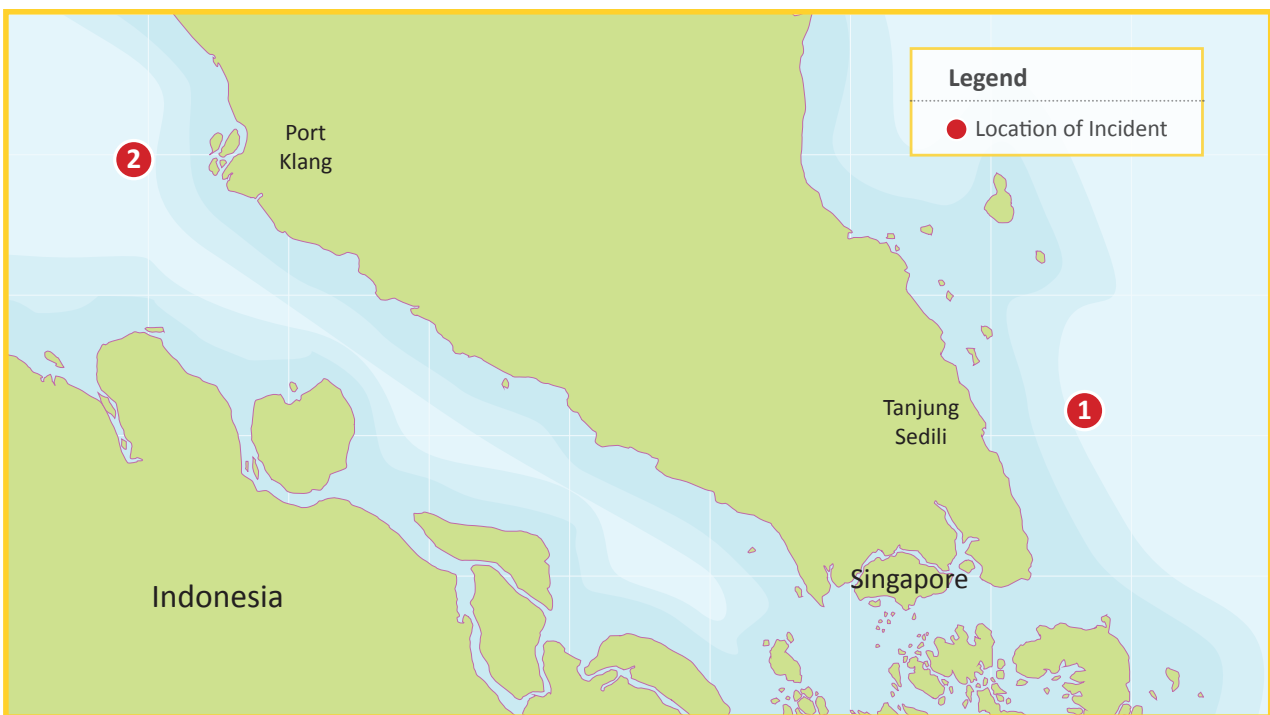 Legend
Location of Incident
Port
Klang
2
Tanjung
Sedili
1
Singapore
Indonesia